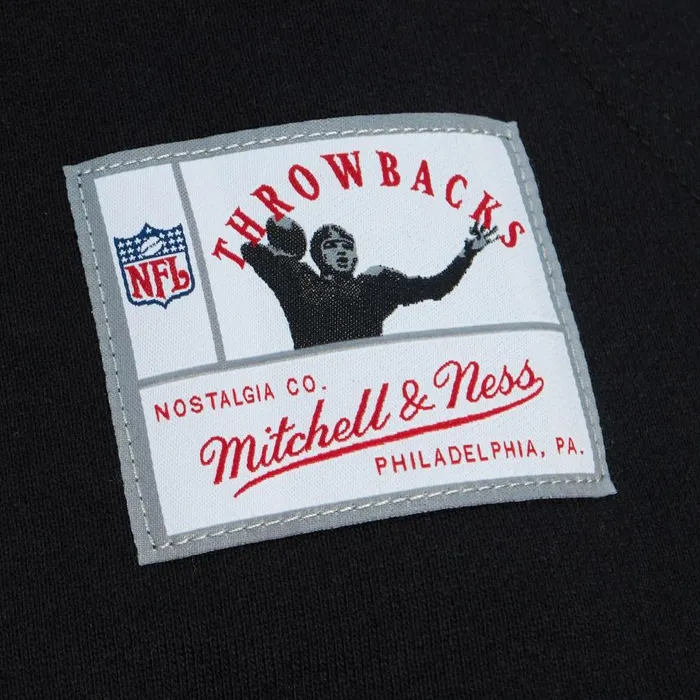 THROWBACKS
NFL
NOSTALGIA CO.
Mitchell & Ness
PHILADELPHIA, PA.